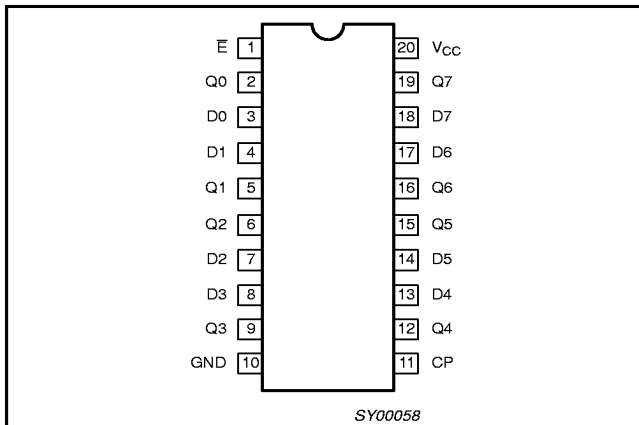 E̅ 1 20 VCC
Q0 2 19 Q7
D0 3 18 D7
D1 4 17 D6
Q1 5 16 Q6
Q2 6 15 Q5
D2 7 14 D5
D3 8 13 D4
Q3 9 12 Q4
GND 10 11 CP
SY00058